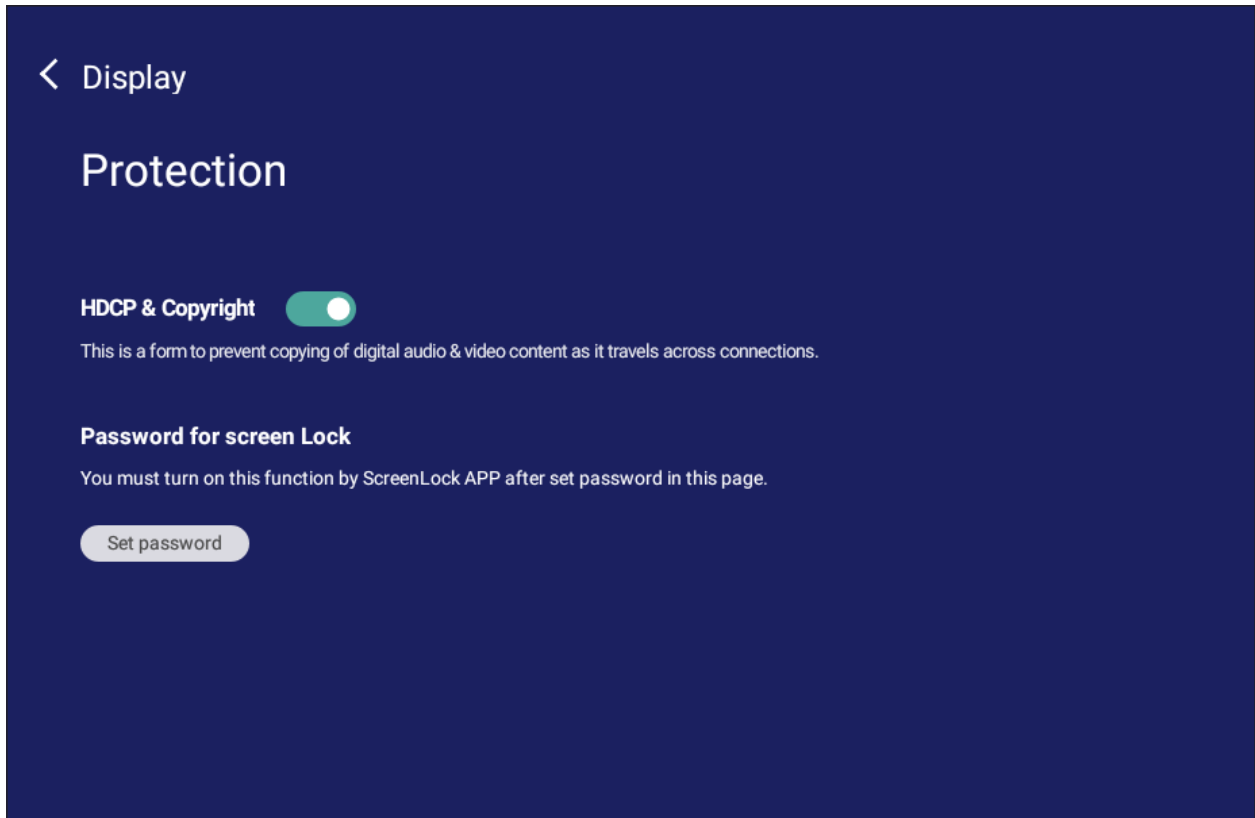 Display
Protection
HDCP & Copyright
This is a form to prevent copying of digital audio & video content as it travels across connections.
Password for screen Lock
You must turn on this function by ScreenLock APP after set password in this page.
Set password